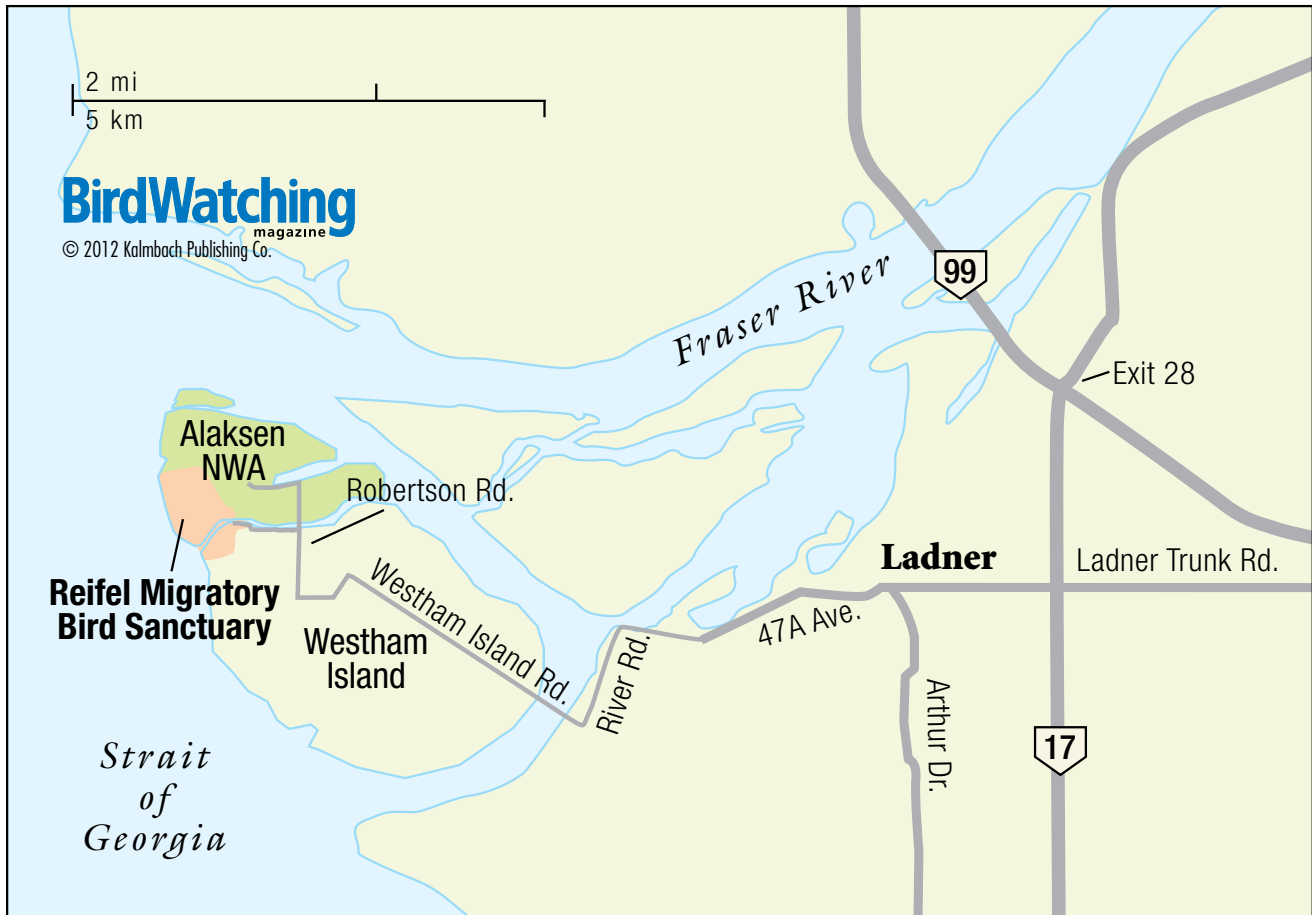 2 mi
5 km
BirdWatching
magazine
© 2012 Kalmbach Publishing Co.
Fraser River
99
Exit 28
Alaksen
NWA
Robertson Rd.
Reifel Migratory
Bird Sanctuary
Westham
Island
Westham Island Rd.
River Rd.
47A Ave.
Ladner
Ladner Trunk Rd.
Arthur Dr.
17
Strait
of
Georgia